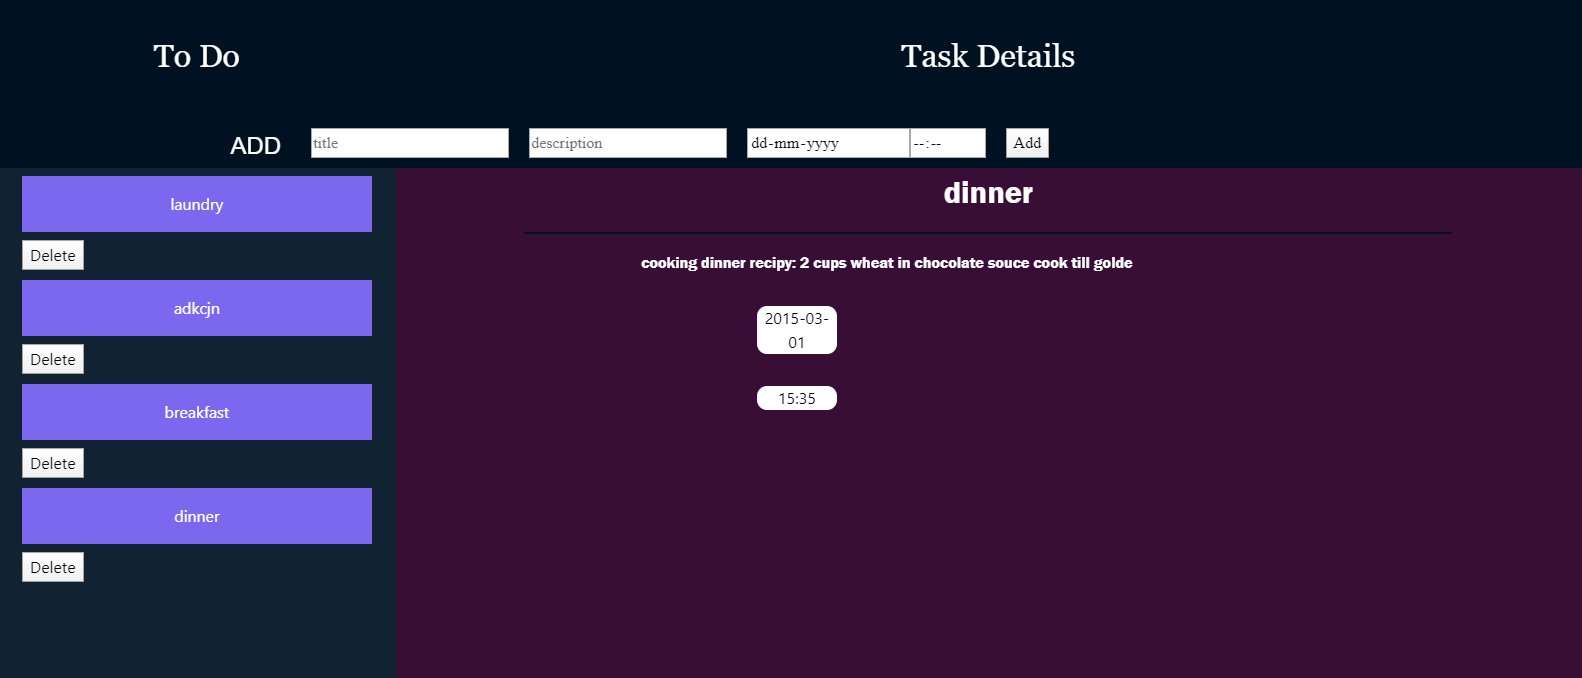 To Do
Task Details
ADD
title
description
dd-mm-yyyy
--:--
Add
laundry
Delete
adkcjn
Delete
breakfast
Delete
dinner
Delete
dinner
cooking dinner recipy: 2 cups wheat in chocolate souce cook till golde
2015-03-
01
15:35